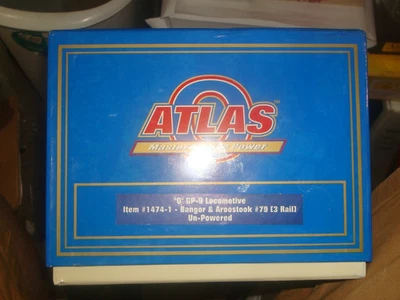 ATLAS
Master Power
"O" GP-9 Locomotive
Item #1474-1 - Bangor & Aroostook #79 (3 Rail)
Un-Powered